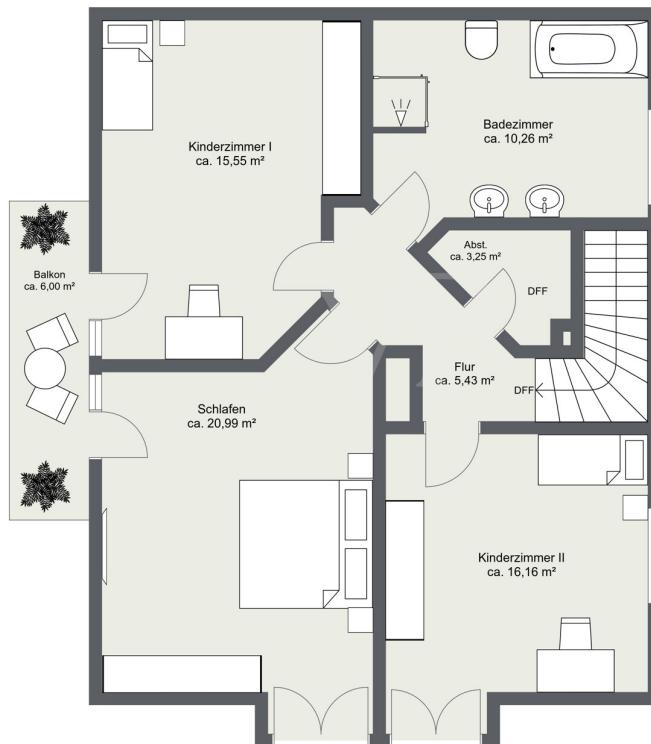 Kinderzimmer I
ca. 15,55 m²
Badezimmer
ca. 10,26 m²
Balkon
ca. 6,00 m²
Abst.
ca. 3,25 m²
DFF
Flur
ca. 5,43 m²
DFF
Schlafen
ca. 20,99 m²
Kinderzimmer II
ca. 16,16 m²